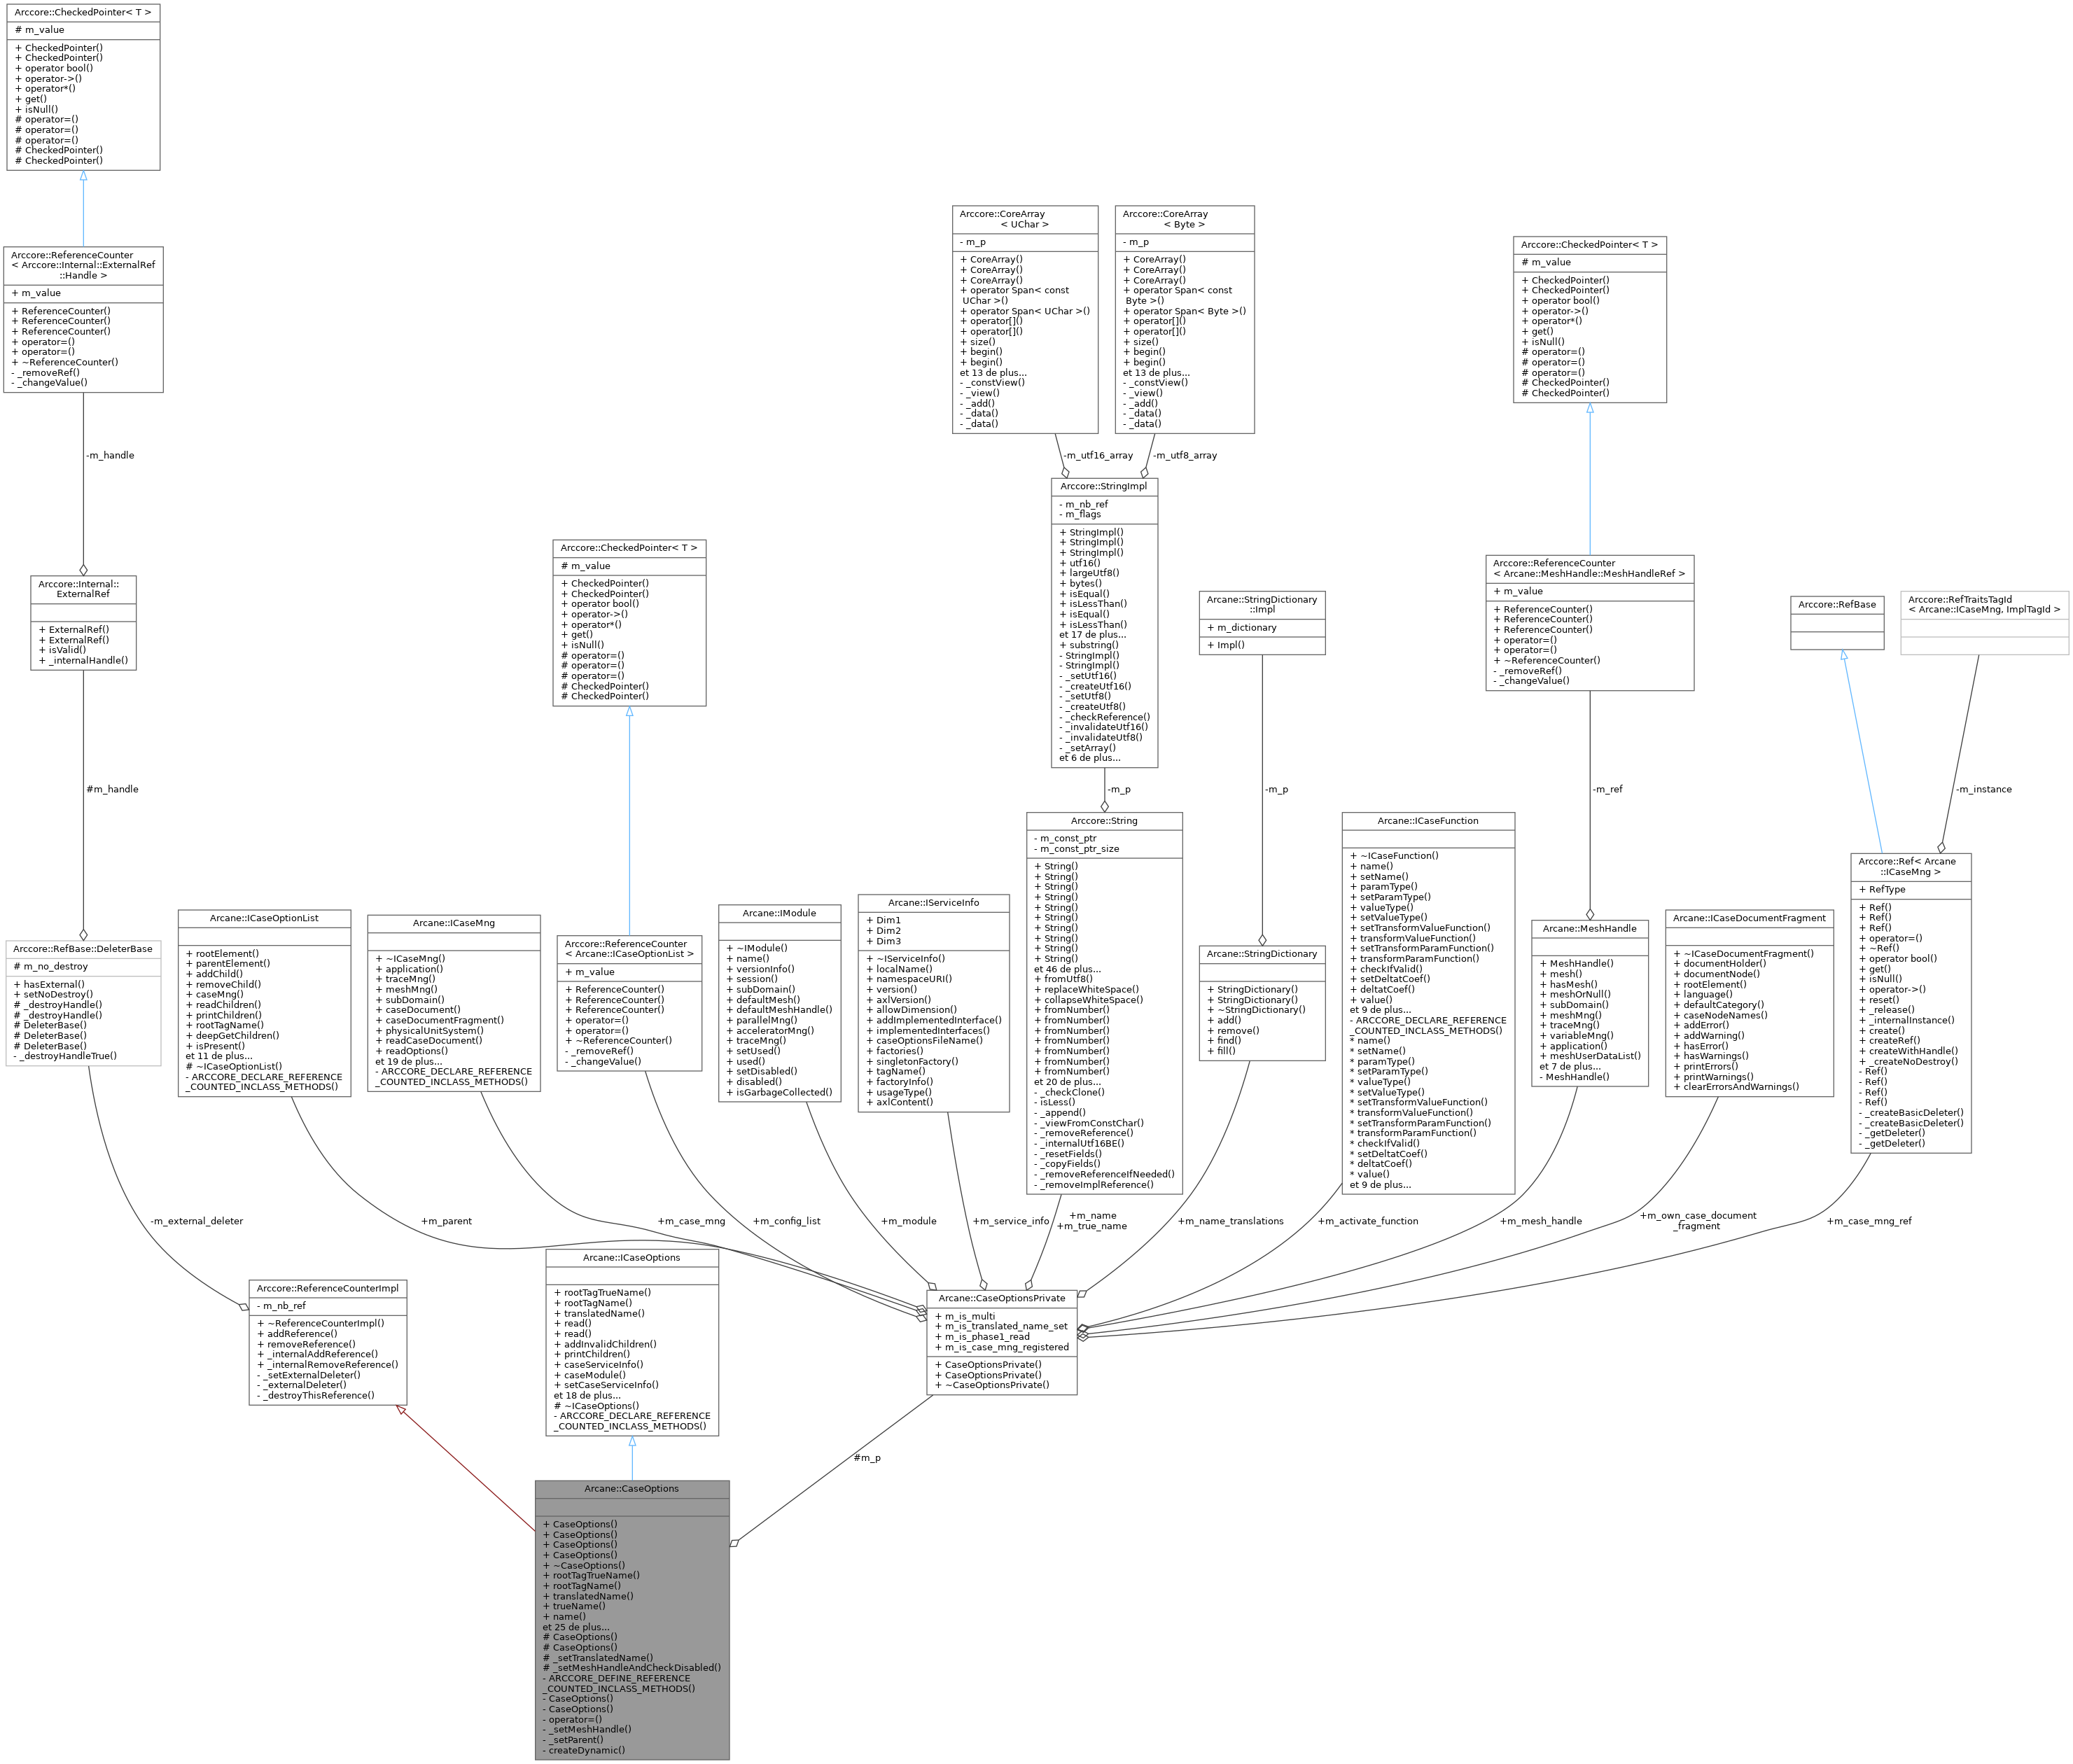 Arccore::CheckedPointer< T >
# m_value
+ CheckedPointer()
+ CheckedPointer()
+ operator bool()
+ operator->()
+ operator*()
+ get()
+ isNull()
# operator=()
# operator=()
# operator=()
# CheckedPointer()
# CheckedPointer()
Arccore::ReferenceCounter
< Arccore::Internal::ExternalRef
::Handle >
+ m_value
+ ReferenceCounter()
+ ReferenceCounter()
+ ReferenceCounter()
+ operator=()
+ operator=()
+ ~ReferenceCounter()
- _removeRef()
- _changeValue()
-m_handle
Arccore::Internal::
ExternalRef
+ ExternalRef()
+ ExternalRef()
+ isValid()
+ _internalHandle()
#m_handle
Arccore::RefBase::DeleterBase
# m_no_destroy
+ hasExternal()
+ setNoDestroy()
# _destroyHandle()
# _destroyHandle()
# DeleterBase()
# DeleterBase()
# DeleterBase()
- _destroyHandleTrue()
-m_external_deleter
Arccore::ReferenceCounterImpl
- m_nb_ref
+ ~ReferenceCounterImpl()
+ addReference()
+ removeReference()
+ _internalAddReference()
+ _internalRemoveReference()
- _setExternalDeleter()
- _externalDeleter()
- _destroyThisReference()
Arcane::ICaseOptionList
+ rootElement()
+ parentElement()
+ addChild()
+ removeChild()
+ caseMng()
+ readChildren()
+ printChildren()
+ rootTagName()
+ deepGetChildren()
+ isPresent()
et 11 de plus...
# ~ICaseOptionList()
- ARCCORE_DECLARE_REFERENCE
_COUNTED_INCLASS_METHODS()
+m_parent
Arcane::ICaseMng
+ ~ICaseMng()
+ application()
+ traceMng()
+ meshMng()
+ subDomain()
+ caseDocument()
+ caseDocumentFragment()
+ physicalUnitSystem()
+ readCaseDocument()
+ readOptions()
et 19 de plus...
- ARCCORE_DECLARE_REFERENCE
_COUNTED_INCLASS_METHODS()
+m_case_mng
Arccore::CheckedPointer< T >
# m_value
+ CheckedPointer()
+ CheckedPointer()
+ operator bool()
+ operator->()
+ operator*()
+ get()
+ isNull()
# operator=()
# operator=()
# operator=()
# CheckedPointer()
# CheckedPointer()
Arccore::ReferenceCounter
< Arcane::ICaseOptionList >
+ m_value
+ ReferenceCounter()
+ ReferenceCounter()
+ ReferenceCounter()
+ operator=()
+ operator=()
+ ~ReferenceCounter()
- _removeRef()
- _changeValue()
+m_config_list
Arcane::IModule
+ ~IModule()
+ name()
+ versionInfo()
+ session()
+ subDomain()
+ defaultMesh()
+ defaultMeshHandle()
+ parallelMng()
+ acceleratorMng()
+ traceMng()
+ setUsed()
+ used()
+ setDisabled()
+ disabled()
+ isGarbageCollected()
+m_module
Arcane::IServiceInfo
+ Dim1
+ Dim2
+ Dim3
+ ~IServiceInfo()
+ localName()
+ namespaceURI()
+ version()
+ axlVersion()
+ allowDimension()
+ addImplementedInterface()
+ implementedInterfaces()
+ caseOptionsFileName()
+ factories()
+ singletonFactory()
+ tagName()
+ factoryInfo()
+ usageType()
+ axlContent()
+m_service_info
Arccore::CoreArray
< UChar >
- m_p
+ CoreArray()
+ CoreArray()
+ CoreArray()
+ operator Span< const
UChar >()
+ operator Span< UChar >()
+ operator[]()
+ operator[]()
+ size()
+ begin()
+ begin()
et 13 de plus...
- _constView()
- _view()
- _add()
- _data()
- _data()
-m_utf16_array
Arccore::CoreArray
< Byte >
- m_p
+ CoreArray()
+ CoreArray()
+ CoreArray()
+ operator Span< const
Byte >()
+ operator Span< Byte >()
+ operator[]()
+ operator[]()
+ size()
+ begin()
+ begin()
et 13 de plus...
- _constView()
- _view()
- _add()
- _data()
- _data()
-m_utf8_array
Arccore::StringImpl
- m_nb_ref
- m_flags
+ StringImpl()
+ StringImpl()
+ StringImpl()
+ utf16()
+ largeUtf8()
+ bytes()
+ isEqual()
+ isLessThan()
+ isEqual()
+ isLessThan()
et 17 de plus...
+ substring()
- StringImpl()
- StringImpl()
- _setUtf16()
- _createUtf16()
- _setUtf8()
- _createUtf8()
- _checkReference()
- _invalidateUtf16()
- _invalidateUtf8()
- _setArray()
et 6 de plus...
-m_p
Arccore::String
- m_const_ptr
- m_const_ptr_size
+ String()
+ String()
+ String()
+ String()
+ String()
+ String()
+ String()
+ String()
+ String()
+ String()
et 46 de plus...
+ fromUtf8()
+ replaceWhiteSpace()
+ collapseWhiteSpace()
+ fromNumber()
+ fromNumber()
+ fromNumber()
+ fromNumber()
+ fromNumber()
+ fromNumber()
+ fromNumber()
et 20 de plus...
- _checkClone()
- isLess()
- _append()
- _viewFromConstChar()
- _removeReference()
- _internalUtf16BE()
- _resetFields()
- _copyFields()
- _removeReferenceIfNeeded()
- _removeImplReference()
+m_name
+m_true_name
Arcane::StringDictionary
::Impl
+ m_dictionary
+ Impl()
-m_p
Arcane::StringDictionary
+ StringDictionary()
+ StringDictionary()
+ ~StringDictionary()
+ add()
+ remove()
+ find()
+ fill()
+m_name_translations
Arcane::ICaseFunction
+ ~ICaseFunction()
+ name()
+ setName()
+ paramType()
+ setParamType()
+ valueType()
+ setValueType()
+ setTransformValueFunction()
+ transformValueFunction()
+ setTransformParamFunction()
+ transformParamFunction()
+ checkIfValid()
+ setDeltatCoef()
+ deltatCoef()
+ value()
et 9 de plus...
- ARCCORE_DECLARE_REFERENCE
_COUNTED_INCLASS_METHODS()
* name()
* setName()
* paramType()
* setParamType()
* valueType()
* setValueType()
* setTransformValueFunction()
* transformValueFunction()
* setTransformParamFunction()
* transformParamFunction()
* checkIfValid()
* setDeltatCoef()
* deltatCoef()
* value()
et 9 de plus...
+m_activate_function
Arccore::CheckedPointer< T >
# m_value
+ CheckedPointer()
+ CheckedPointer()
+ operator bool()
+ operator->()
+ operator*()
+ get()
+ isNull()
# operator=()
# operator=()
# operator=()
# CheckedPointer()
# CheckedPointer()
Arccore::ReferenceCounter
< Arcane::MeshHandle::MeshHandleRef >
+ m_value
+ ReferenceCounter()
+ ReferenceCounter()
+ ReferenceCounter()
+ operator=()
+ operator=()
+ ~ReferenceCounter()
- _removeRef()
- _changeValue()
-m_ref
Arcane::MeshHandle
+ MeshHandle()
+ mesh()
+ hasMesh()
+ meshOrNull()
+ subDomain()
+ meshMng()
+ traceMng()
+ variableMng()
+ application()
+ meshUserDataList()
et 7 de plus...
- MeshHandle()
+m_mesh_handle
Arcane::ICaseDocumentFragment
+ ~ICaseDocumentFragment()
+ documentHolder()
+ documentNode()
+ rootElement()
+ language()
+ defaultCategory()
+ caseNodeNames()
+ addError()
+ addWarning()
+ hasError()
+ hasWarnings()
+ printErrors()
+ printWarnings()
+ clearErrorsAndWarnings()
+m_own_case_document
_fragment
Arccore::RefBase
Arccore::RefTraitsTagId
< Arcane::ICaseMng, ImplTagId >
-m_instance
Arccore::Ref< Arcane
::ICaseMng >
+ RefType
+ Ref()
+ Ref()
+ Ref()
+ operator=()
+ ~Ref()
+ operator bool()
+ get()
+ isNull()
+ operator->()
+ reset()
+ _release()
+ _internalInstance()
+ create()
+ createRef()
+ createWithHandle()
+ _createNoDestroy()
- Ref()
- Ref()
- Ref()
- Ref()
- _createBasicDeleter()
- _createBasicDeleter()
- _getDeleter()
- _getDeleter()
+m_case_mng_ref
Arcane::ICaseOptions
+ rootTagTrueName()
+ rootTagName()
+ translatedName()
+ read()
+ read()
+ addInvalidChildren()
+ printChildren()
+ caseServiceInfo()
+ caseModule()
+ setCaseServiceInfo()
et 18 de plus...
# ~ICaseOptions()
- ARCCORE_DECLARE_REFERENCE
_COUNTED_INCLASS_METHODS()
Arcane::CaseOptionsPrivate
+ m_is_multi
+ m_is_translated_name_set
+ m_is_phase1_read
+ m_is_case_mng_registered
+ CaseOptionsPrivate()
+ CaseOptionsPrivate()
+ ~CaseOptionsPrivate()
#m_p
Arcane::CaseOptions
+ CaseOptions()
+ CaseOptions()
+ CaseOptions()
+ CaseOptions()
+ ~CaseOptions()
+ rootTagTrueName()
+ rootTagName()
+ translatedName()
+ trueName()
+ name()
et 25 de plus...
# CaseOptions()
# CaseOptions()
# _setTranslatedName()
# _setMeshHandleAndCheckDisabled()
- ARCCORE_DEFINE_REFERENCE
_COUNTED_INCLASS_METHODS()
- CaseOptions()
- CaseOptions()
- operator=()
- _setMeshHandle()
- _setParent()
- createDynamic()